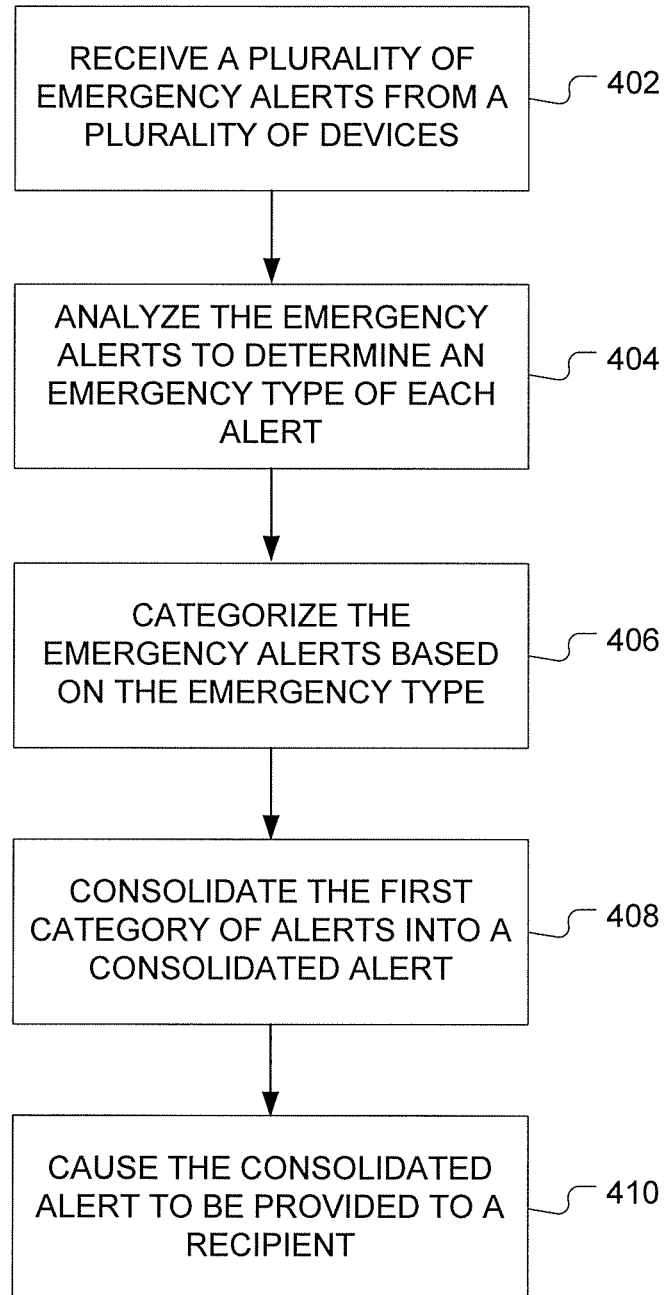 RECEIVE A PLURALITY OF
EMERGENCY ALERTS FROM A
PLURALITY OF DEVICES
402
ANALYZE THE EMERGENCY
ALERTS TO DETERMINE AN
EMERGENCY TYPE OF EACH
ALERT
404
CATEGORIZE THE
EMERGENCY ALERTS BASED
ON THE EMERGENCY TYPE
406
CONSOLIDATE THE FIRST
CATEGORY OF ALERTS INTO A
CONSOLIDATED ALERT
408
CAUSE THE CONSOLIDATED
ALERT TO BE PROVIDED TO A
RECIPIENT
410